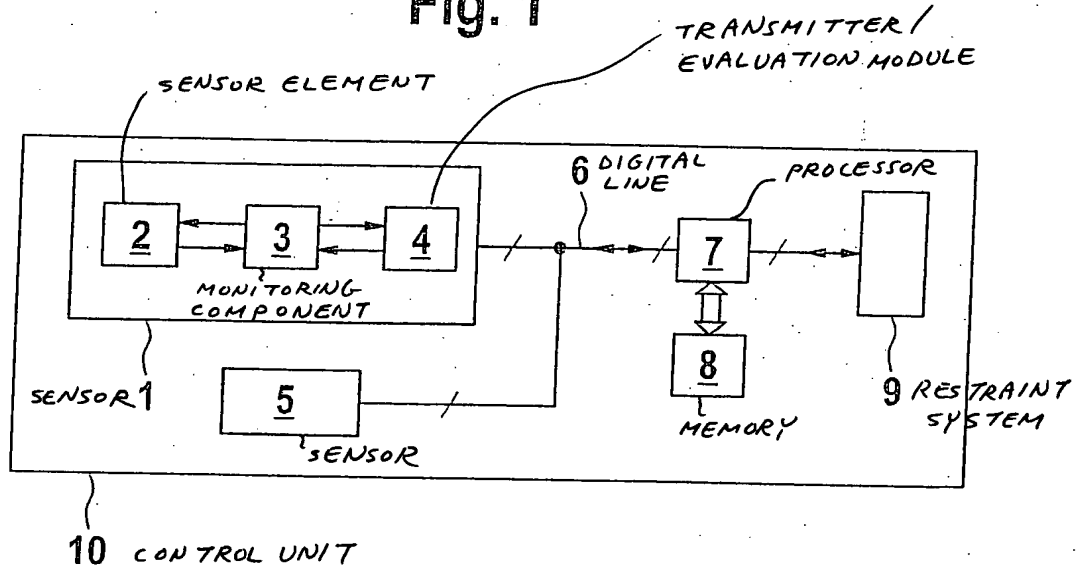 Fig. 1
TRANSMITTER/
EVALUATION MODULE
SENSOR ELEMENT
6 DIGITAL
LINE
PROCESSOR
2
3
4
7
MONITORING
COMPONENT
8
SENSOR 1
5
9 RESTRAINT
SYSTEM
MEMORY
SENSOR
10 CONTROL UNIT